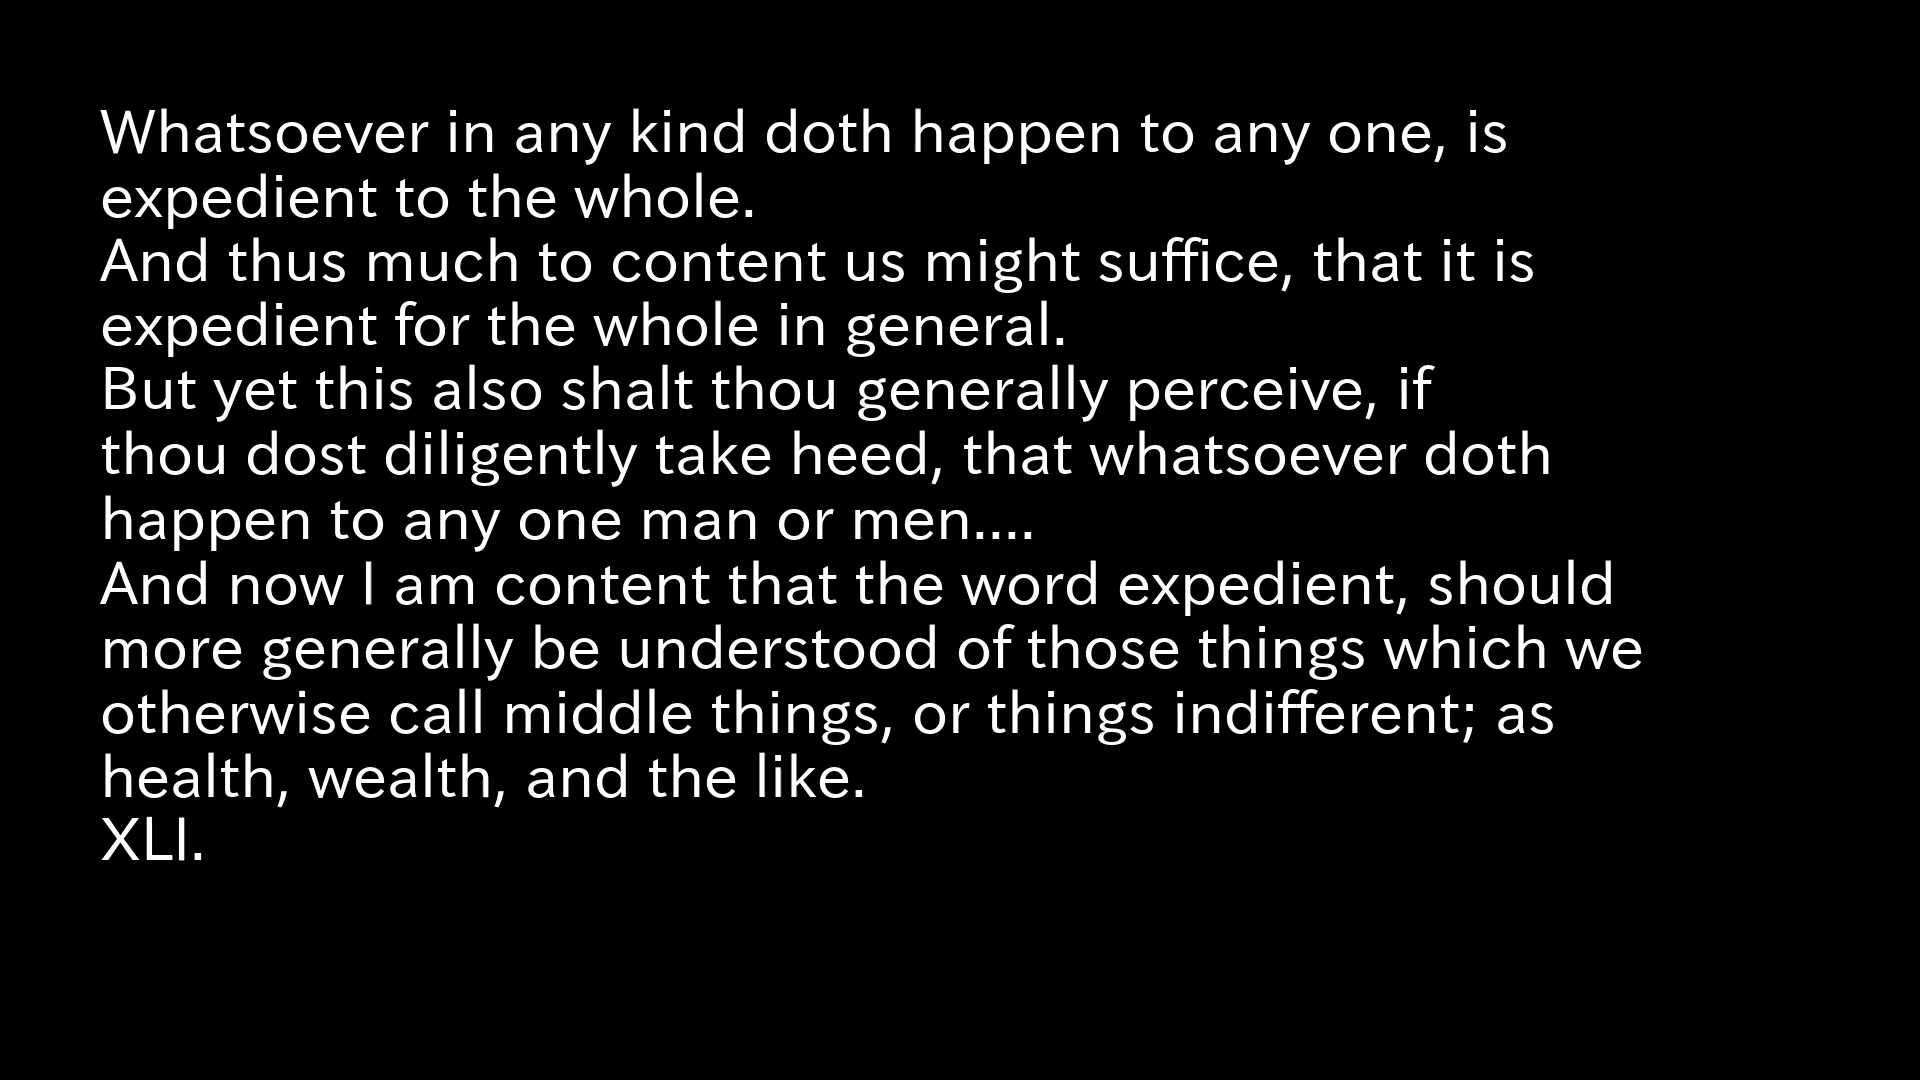 Whatsoever in any kind doth happen to any one, is
expedient to the whole.
And thus much to content us might suffice, that it is
expedient for the whole in general.
But yet this also shalt thou generally perceive, if
thou dost diligently take heed, that whatsoever doth
happen to any one man or men....
And now I am content that the word expedient, should
more generally be understood of those things which we
otherwise call middle things, or things indifferent; as
health, wealth, and the like.
XLI.